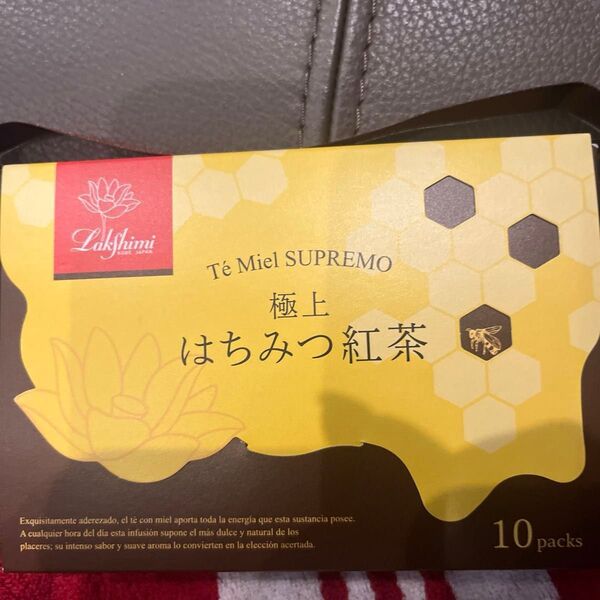 Lakshimi
KOBE JAPAN
Té Miel SUPREMO
極上
はちみつ紅茶
Exquisitamente aderezado, el té con miel aporta toda la energía que esta sustancia posee.
A cualquier hora del día esta infusión supone el más dulce y natural de los
placeres; su intenso sabor y suave aroma lo convierten en la elección acertada.
10 packs